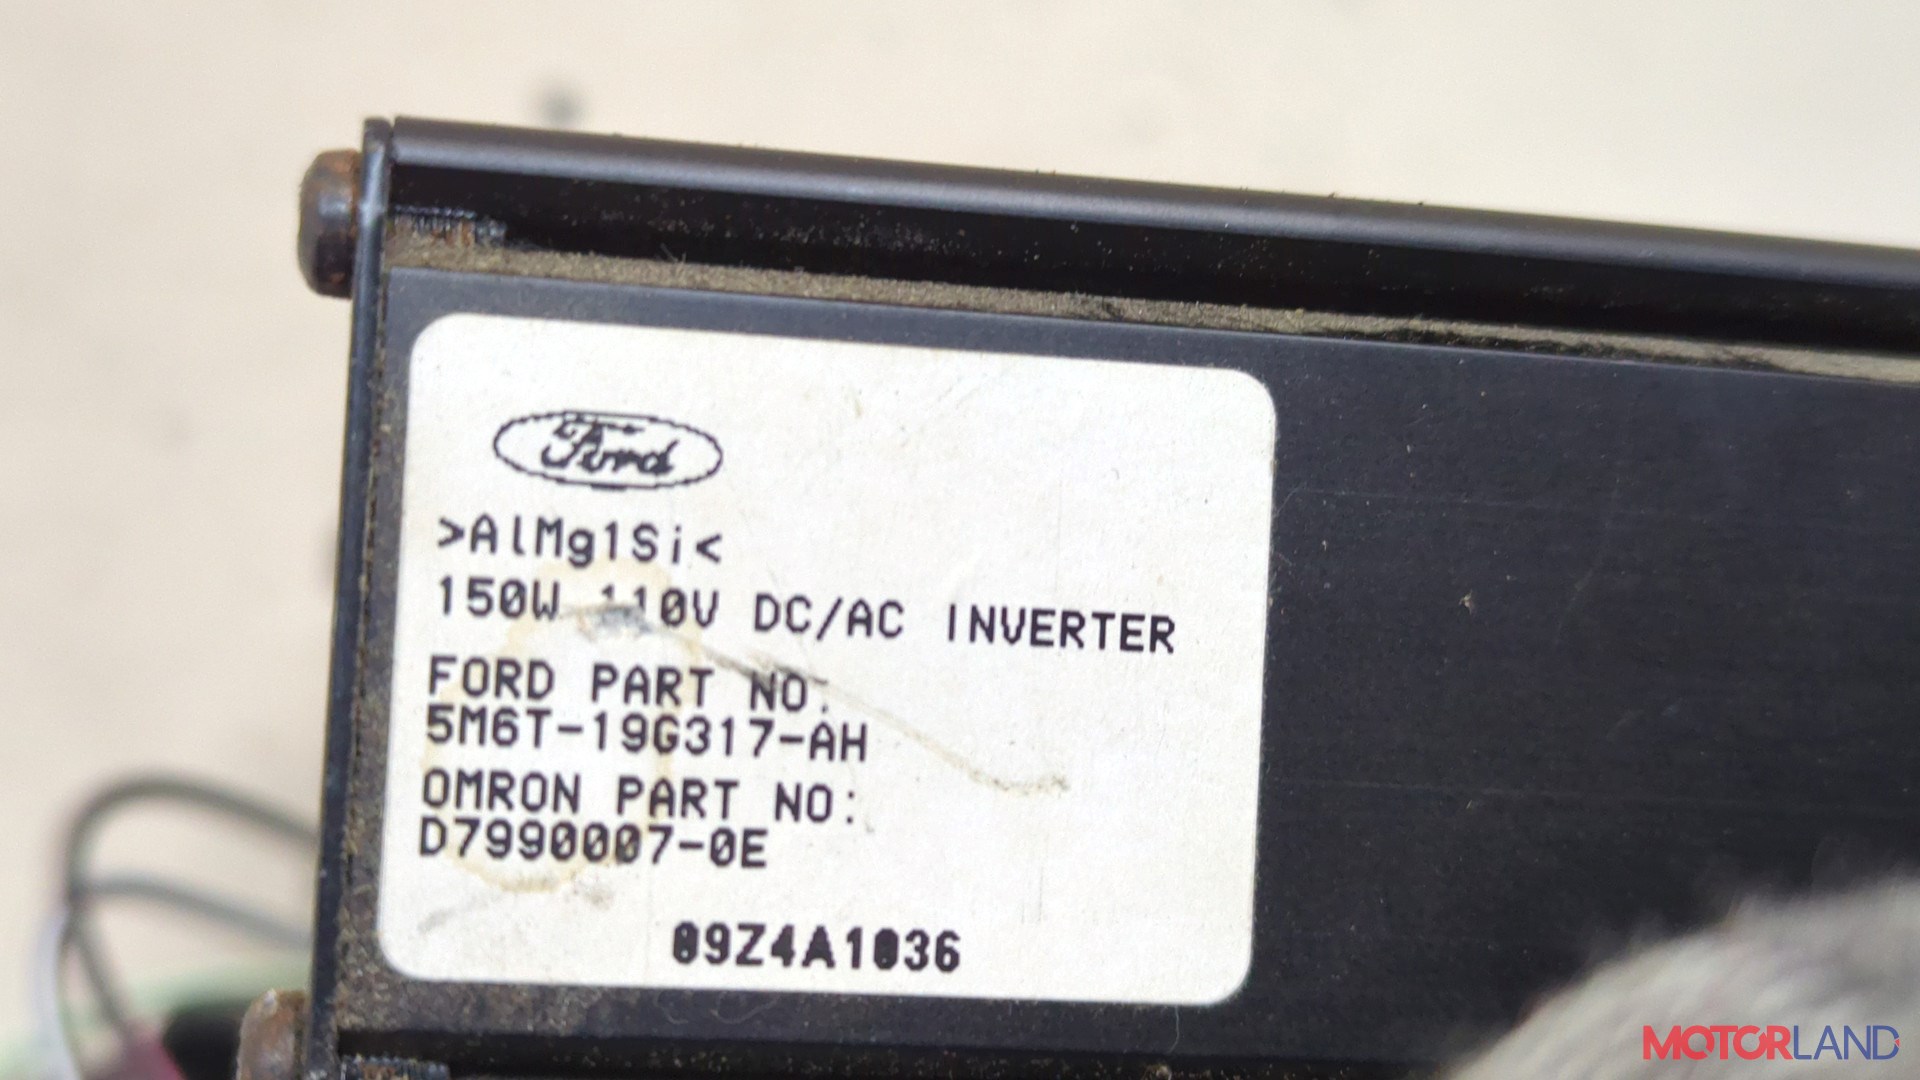 Ford
>AlMg1Si<
150W 110V DC/AC INVERTER
FORD PART NO:
5M6T-19G317-AH
OMRON PART NO:
D7990007-0E
09Z4A1036
MOTORLAND